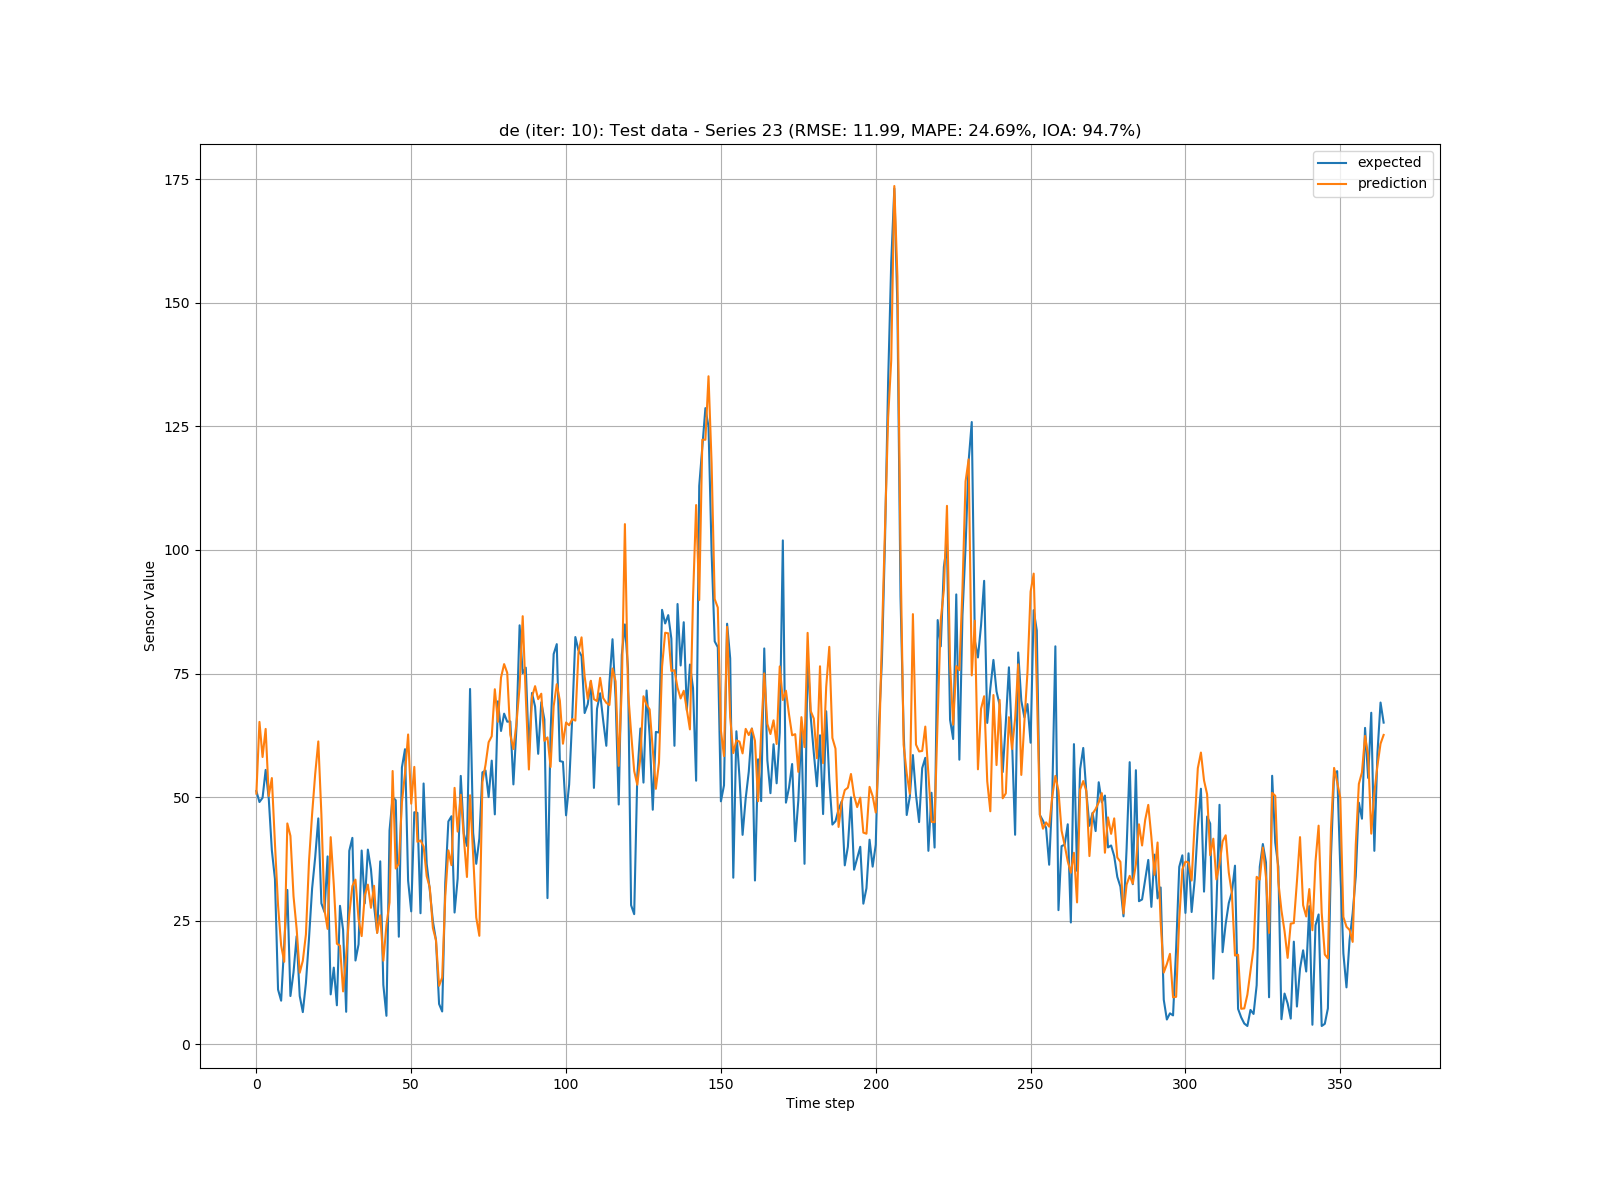 de (iter: 10): Test data - Series 23 (RMSE: 11.99, MAPE: 24.69%, IOA: 94.7%)
expected
prediction
175
150
125
100
75
50
25
0
Sensor Value
0 50 100 150 200 250 300 350
Time step